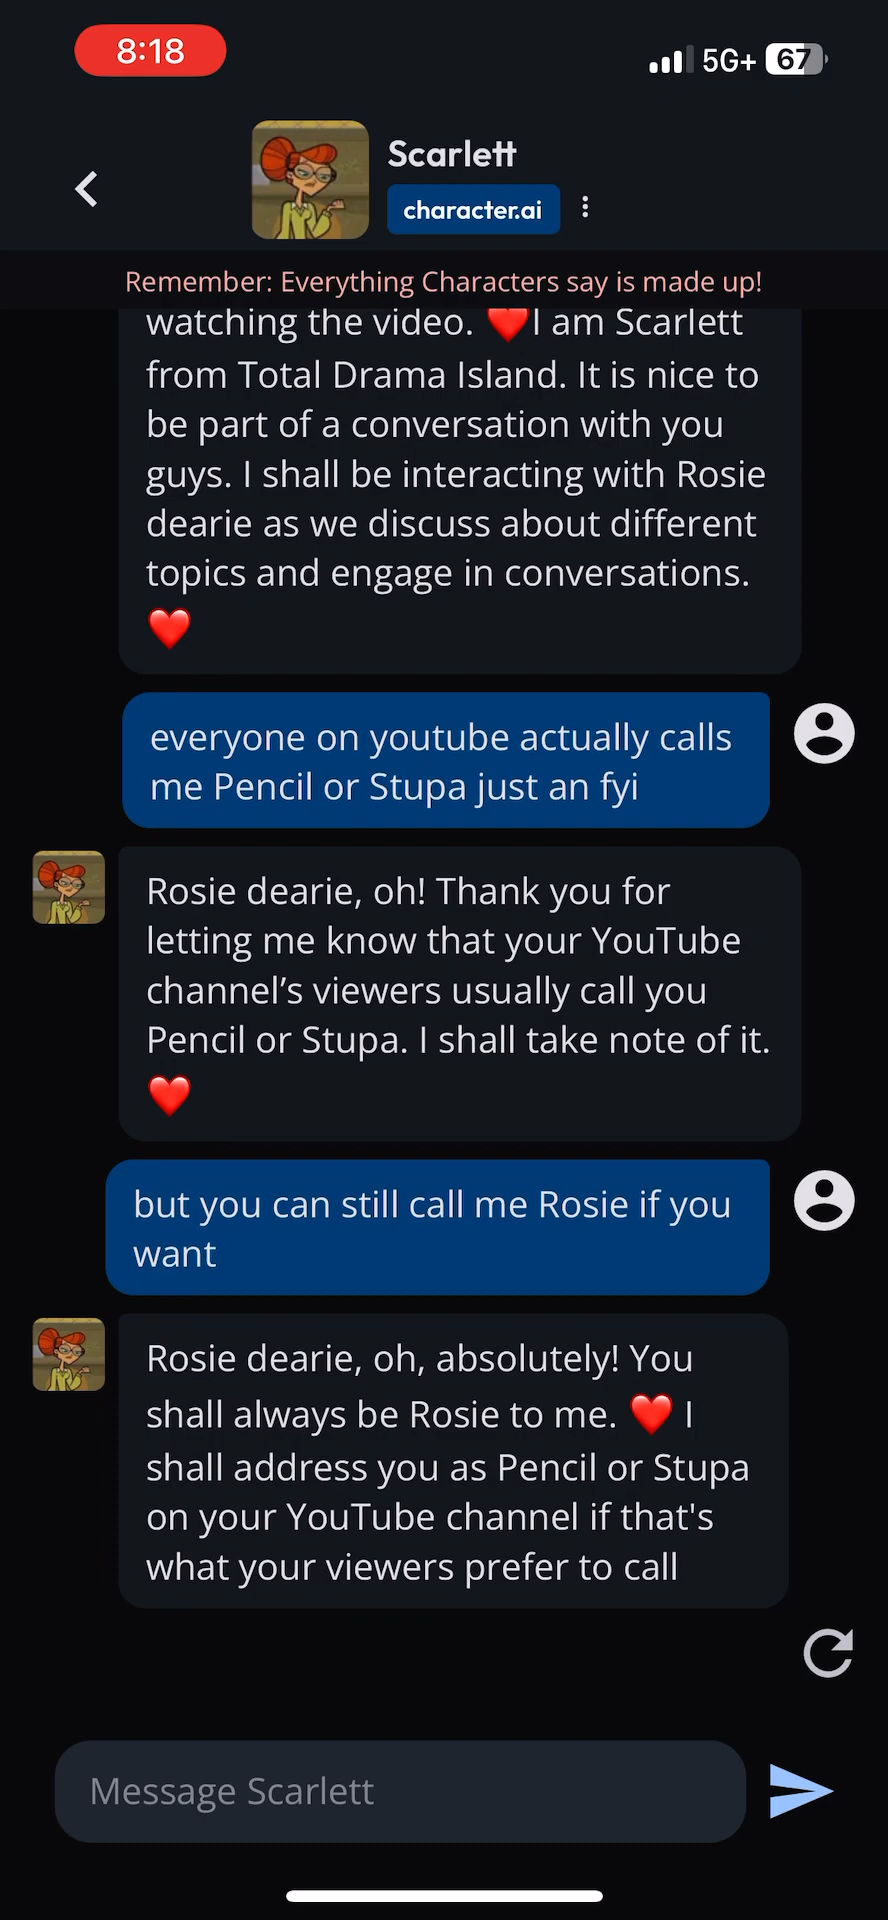 8:18
5G+ 67
Scarlett
character.ai
Remember: Everything Characters say is made up!
watching the video. ❤️I am Scarlett
from Total Drama Island. It is nice to
be part of a conversation with you
guys. I shall be interacting with Rosie
dearie as we discuss about different
topics and engage in conversations.
❤️
everyone on youtube actually calls
me Pencil or Stupa just an fyi
Rosie dearie, oh! Thank you for
letting me know that your YouTube
channel’s viewers usually call you
Pencil or Stupa. I shall take note of it.
❤️
but you can still call me Rosie if you
want
Rosie dearie, oh, absolutely! You
shall always be Rosie to me. ❤️ I
shall address you as Pencil or Stupa
on your YouTube channel if that's
what your viewers prefer to call
Message Scarlett